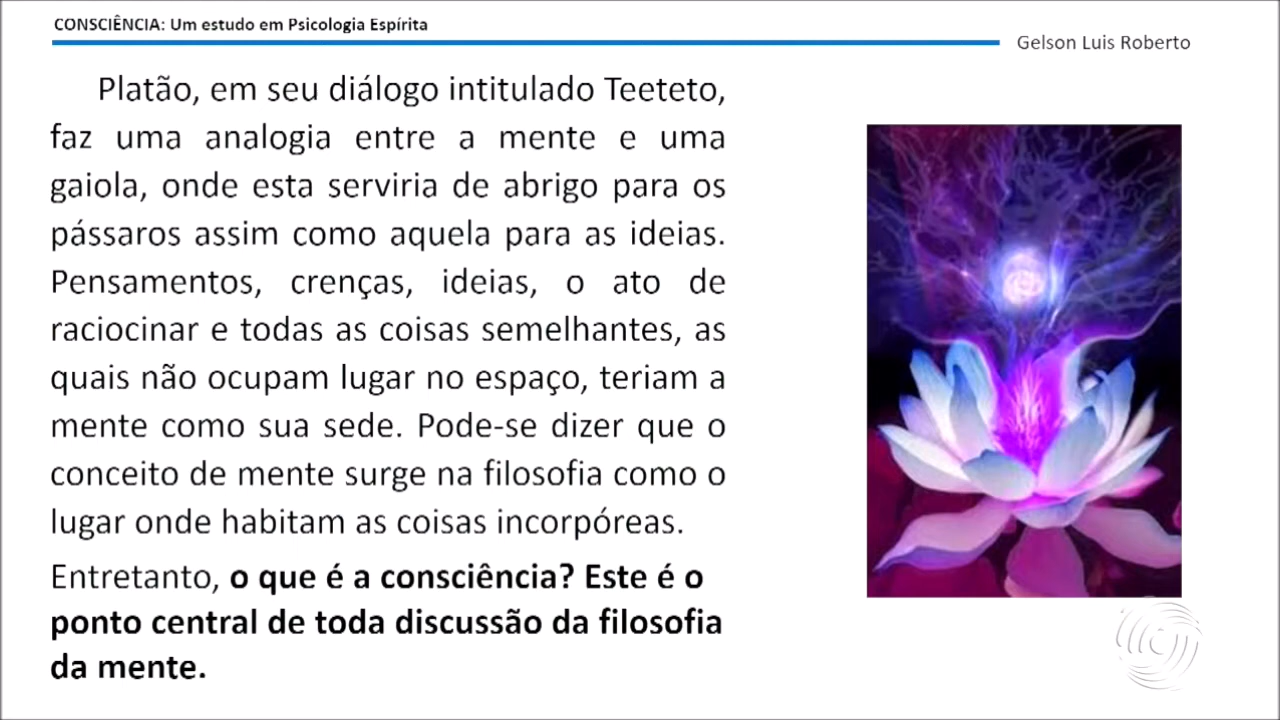 CONSCIÊNCIA: Um estudo em Psicologia Espírita
Gelson Luis Roberto
Platão, em seu diálogo intitulado Teeteto,
faz uma analogia entre a mente e uma
gaiola, onde esta serviria de abrigo para os
pássaros assim como aquela para as ideias.
Pensamentos, crenças, ideias, o ato de
raciocinar e todas as coisas semelhantes, as
quais não ocupam lugar no espaço, teriam a
mente como sua sede. Pode-se dizer que o
conceito de mente surge na filosofia como o
lugar onde habitam as coisas incorpóreas.
Entretanto, o que é a consciência? Este é o
ponto central de toda discussão da filosofia
da mente.